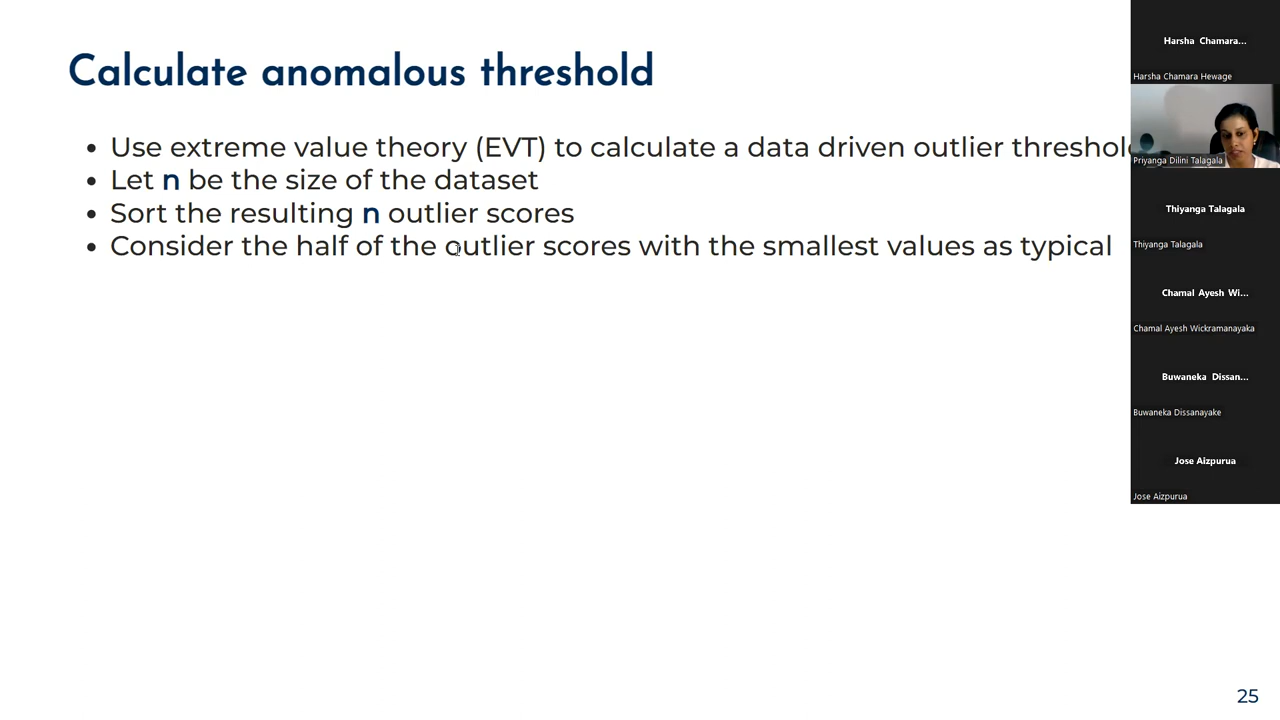 Calculate anomalous threshold
• Use extreme value theory (EVT) to calculate a data driven outlier threshold
• Let n be the size of the dataset
• Sort the resulting n outlier scores
• Consider the half of the outlier scores with the smallest values as typical
25
Harsha Chamara...
Harsha Chamara Hewage
Priyanga Dilini Talagala
Thiyanga Talagala
Thiyanga Talagala
Chamal Ayesh Wi...
Chamal Ayesh Wickramanayaka
Buwaneka Dissan...
Buwaneka Dissanayake
Jose Aizpurua
Jose Aizpurua